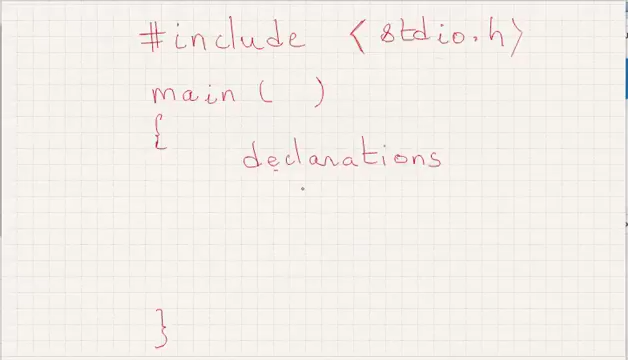 #include <stdio.h>
main ( )
{
declarations
}